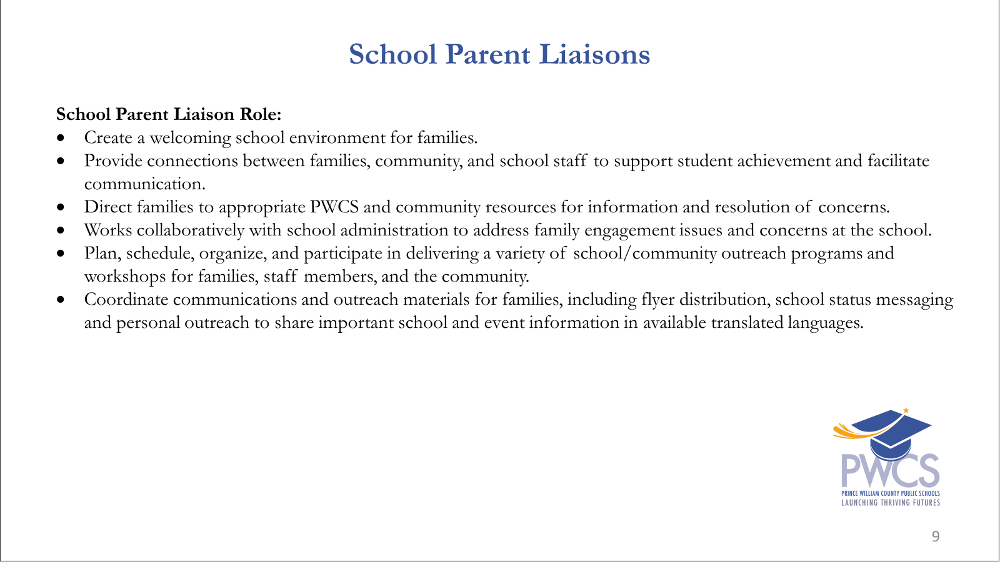 School Parent Liaisons
School Parent Liaison Role:
• Create a welcoming school environment for families.
• Provide connections between families, community, and school staff to support student achievement and facilitate
communication.
• Direct families to appropriate PWCS and community resources for information and resolution of concerns.
• Works collaboratively with school administration to address family engagement issues and concerns at the school.
• Plan, schedule, organize, and participate in delivering a variety of school/community outreach programs and
workshops for families, staff members, and the community.
• Coordinate communications and outreach materials for families, including flyer distribution, school status messaging
and personal outreach to share important school and event information in available translated languages.
PWCS
PRINCE WILLIAM COUNTY PUBLIC SCHOOLS
LAUNCHING THRIVING FUTURES
9